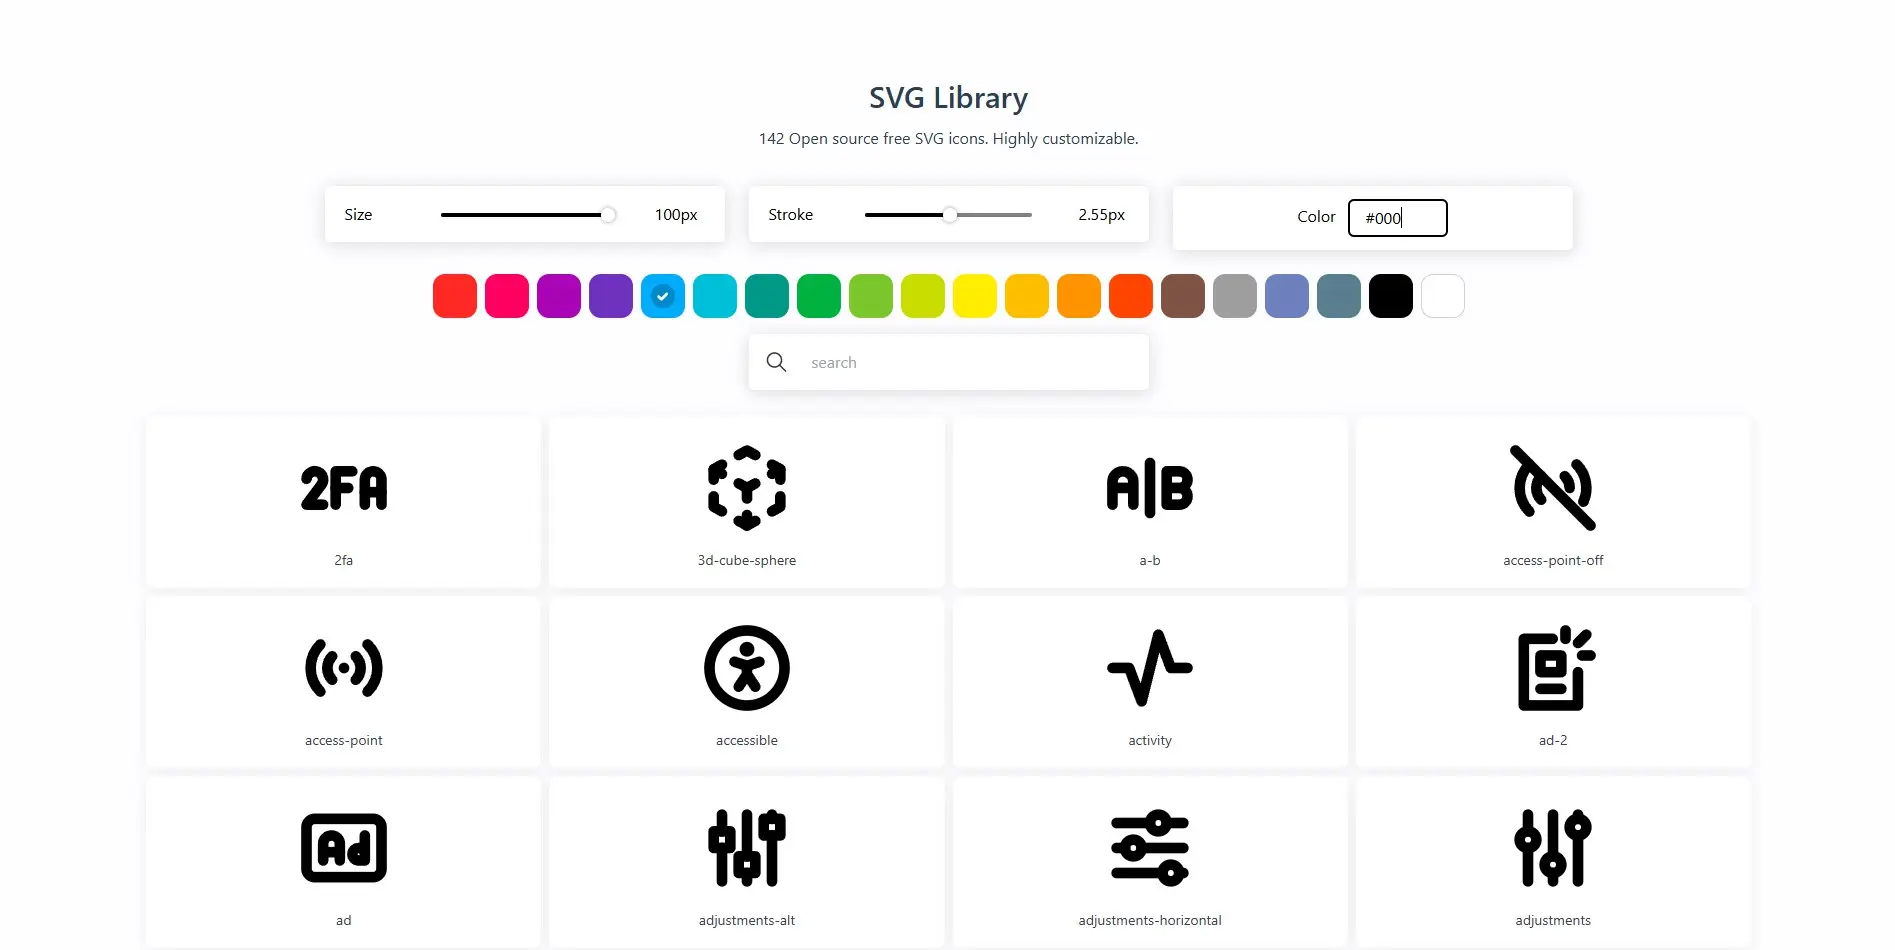 SVG Library
142 Open source free SVG icons. Highly customizable.
Size 100px Stroke 2.55px Color #000
search
2FA A|B
2fa 3d-cube-sphere a-b access-point-off
access-point accessible activity ad-2
Ad
ad adjustments-alt adjustments-horizontal adjustments